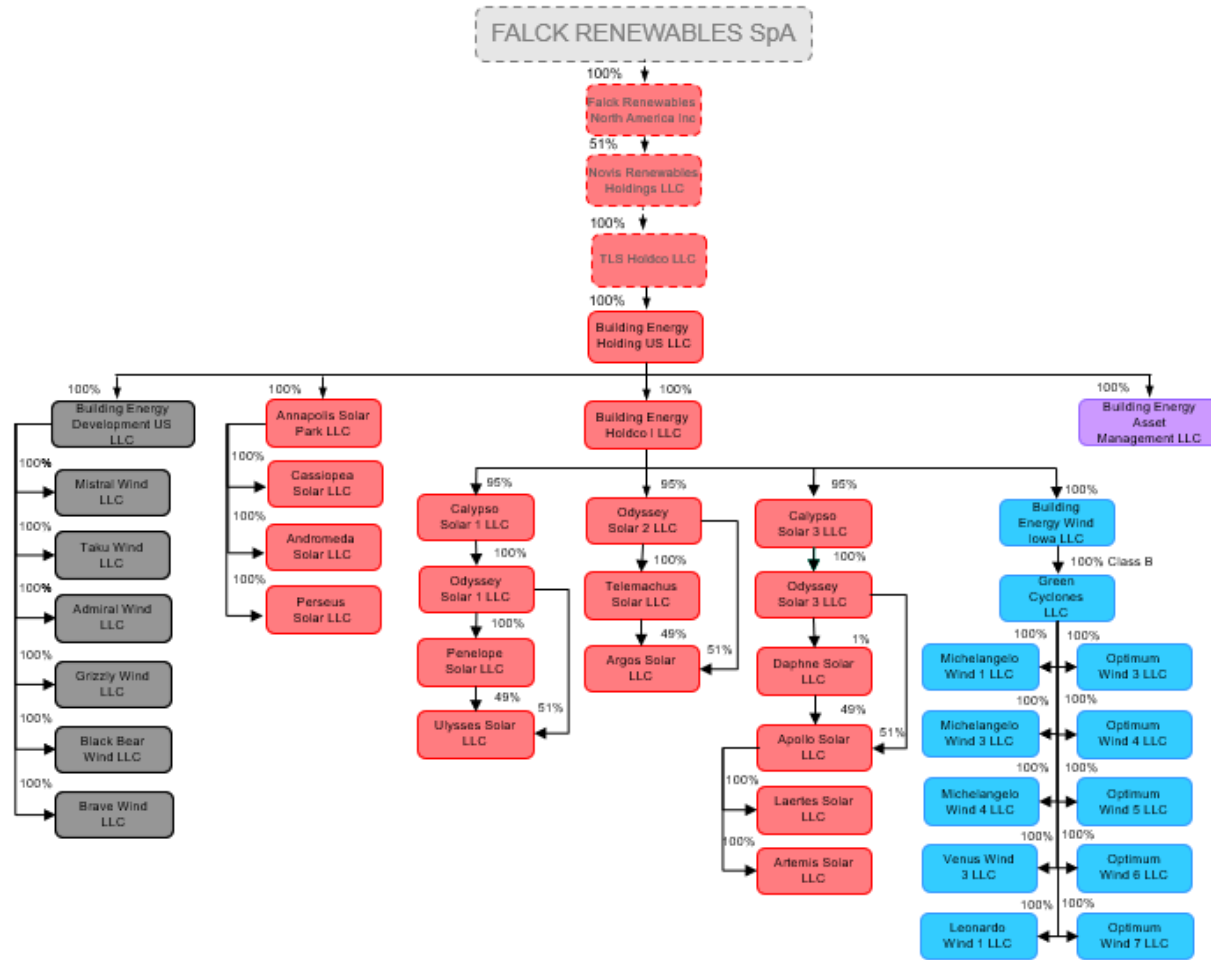 FALCK RENEWABLES SpA
100%
Falck Renewables
North America Inc
51%
Novis Renewables
Holdings LLC
100%
TLS Holdco LLC
100%
Building Energy
Holding US LLC
100%
100%
100%
100%
Building Energy
Development US
LLC
Annapolis Solar
Park LLC
Building Energy
Holdco I LLC
Building Energy
Asset
Management LLC
100%
Mistral Wind
LLC
100%
Taku Wind
LLC
100%
Admiral Wind
LLC
100%
Grizzly Wind
LLC
100%
Black Bear
Wind LLC
100%
Brave Wind
LLC
100%
Cassiopea
Solar LLC
100%
Andromeda
Solar LLC
100%
Perseus
Solar LLC
95%
Calypso
Solar 1 LLC
100%
Odyssey
Solar 1 LLC
100%
Penelope
Solar LLC
49%
51%
Ulysses Solar
LLC
95%
Odyssey
Solar 2 LLC
100%
Telemachus
Solar LLC
49%
51%
Argos Solar
LLC
95%
Calypso
Solar 3 LLC
100%
Odyssey
Solar 3 LLC
1%
Daphne Solar
LLC
49%
51%
Apollo Solar
LLC
100%
Laertes Solar
LLC
100%
Artemis Solar
LLC
100%
Building
Energy Wind
Iowa LLC
100% Class B
Green
Cyclones
LLC
100%
100%
Michelangelo
Wind 1 LLC
Optimum
Wind 3 LLC
100%
100%
Michelangelo
Wind 3 LLC
Optimum
Wind 4 LLC
100%
100%
Michelangelo
Wind 4 LLC
Optimum
Wind 5 LLC
100%
100%
Venus Wind
3 LLC
Optimum
Wind 6 LLC
100%
100%
Leonardo
Wind 1 LLC
Optimum
Wind 7 LLC